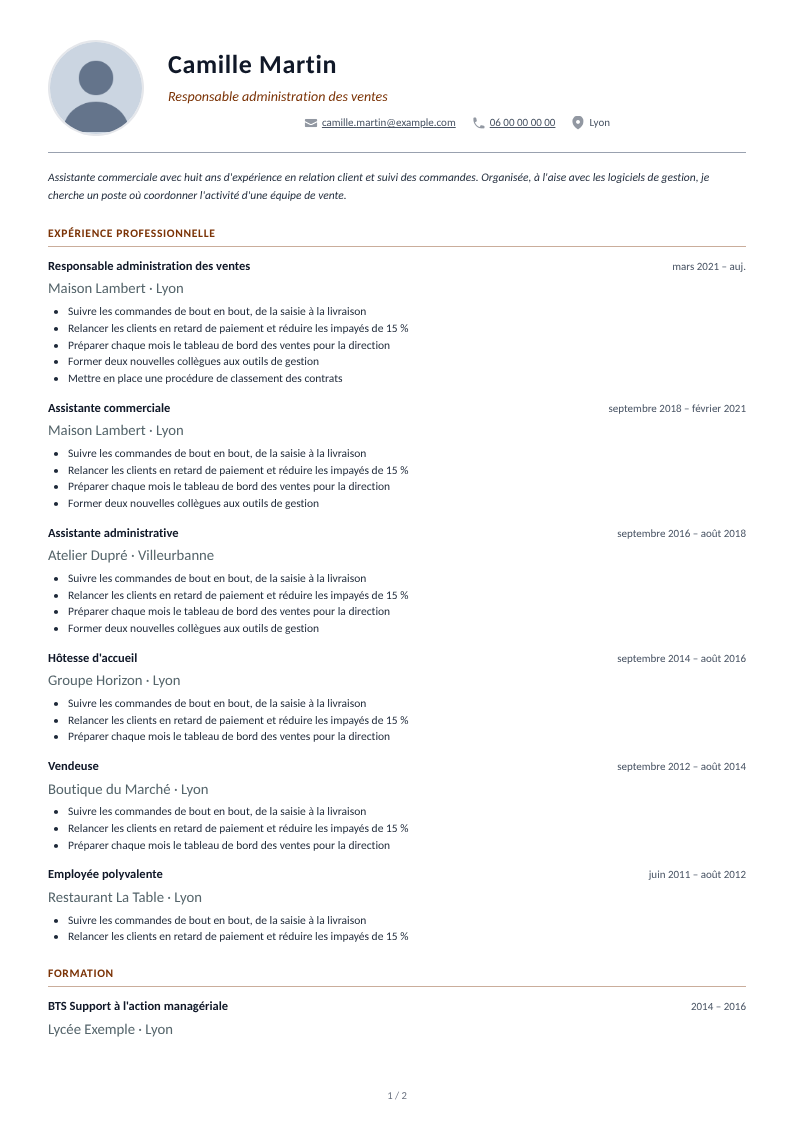 Camille Martin
Responsable administration des ventes
camille.martin@example.com 06 00 00 00 00 Lyon
Assistante commerciale avec huit ans d'expérience en relation client et suivi des commandes. Organisée, à l'aise avec les logiciels de gestion, je
cherche un poste où coordonner l'activité d'une équipe de vente.
EXPÉRIENCE PROFESSIONNELLE
Responsable administration des ventes mars 2021 – auj.
Maison Lambert · Lyon
• Suivre les commandes de bout en bout, de la saisie à la livraison
• Relancer les clients en retard de paiement et réduire les impayés de 15 %
• Préparer chaque mois le tableau de bord des ventes pour la direction
• Former deux nouvelles collègues aux outils de gestion
• Mettre en place une procédure de classement des contrats
Assistante commerciale septembre 2018 – février 2021
Maison Lambert · Lyon
• Suivre les commandes de bout en bout, de la saisie à la livraison
• Relancer les clients en retard de paiement et réduire les impayés de 15 %
• Préparer chaque mois le tableau de bord des ventes pour la direction
• Former deux nouvelles collègues aux outils de gestion
Assistante administrative septembre 2016 – août 2018
Atelier Dupré · Villeurbanne
• Suivre les commandes de bout en bout, de la saisie à la livraison
• Relancer les clients en retard de paiement et réduire les impayés de 15 %
• Préparer chaque mois le tableau de bord des ventes pour la direction
• Former deux nouvelles collègues aux outils de gestion
Hôtesse d'accueil septembre 2014 – août 2016
Groupe Horizon · Lyon
• Suivre les commandes de bout en bout, de la saisie à la livraison
• Relancer les clients en retard de paiement et réduire les impayés de 15 %
• Préparer chaque mois le tableau de bord des ventes pour la direction
Vendeuse septembre 2012 – août 2014
Boutique du Marché · Lyon
• Suivre les commandes de bout en bout, de la saisie à la livraison
• Relancer les clients en retard de paiement et réduire les impayés de 15 %
• Préparer chaque mois le tableau de bord des ventes pour la direction
Employée polyvalente juin 2011 – août 2012
Restaurant La Table · Lyon
• Suivre les commandes de bout en bout, de la saisie à la livraison
• Relancer les clients en retard de paiement et réduire les impayés de 15 %
FORMATION
BTS Support à l'action managériale 2014 – 2016
Lycée Exemple · Lyon
1 / 2